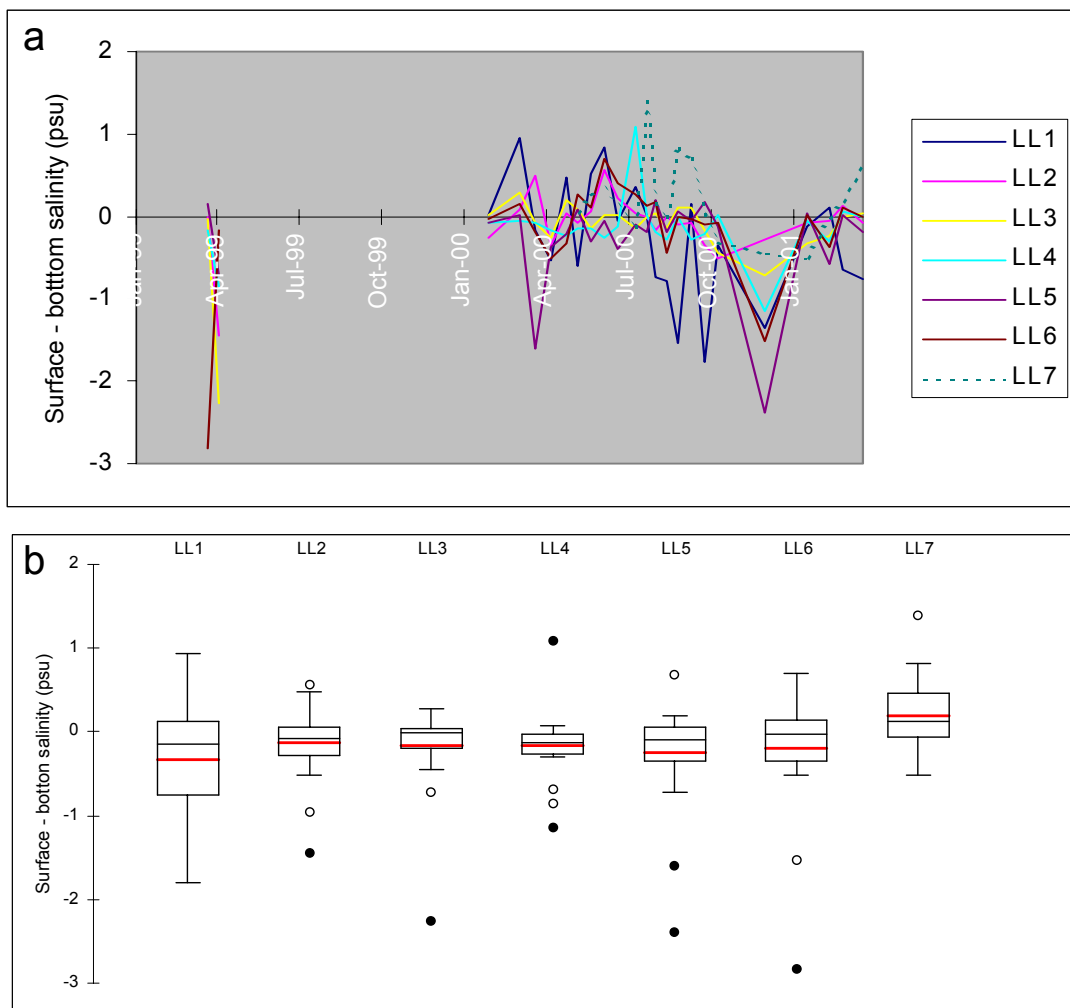 a
Surface - bottom salinity (psu)
2
1
0
-1
-2
-3
Jan-99
Apr-99
Jul-99
Oct-99
Jan-00
Apr-00
Jul-00
Oct-00
Jan-01
LL1
LL2
LL3
LL4
LL5
LL6
LL7
b
LL1 LL2 LL3 LL4 LL5 LL6 LL7
Surface - botton salinity (psu)
2
1
0
-1
-2
-3